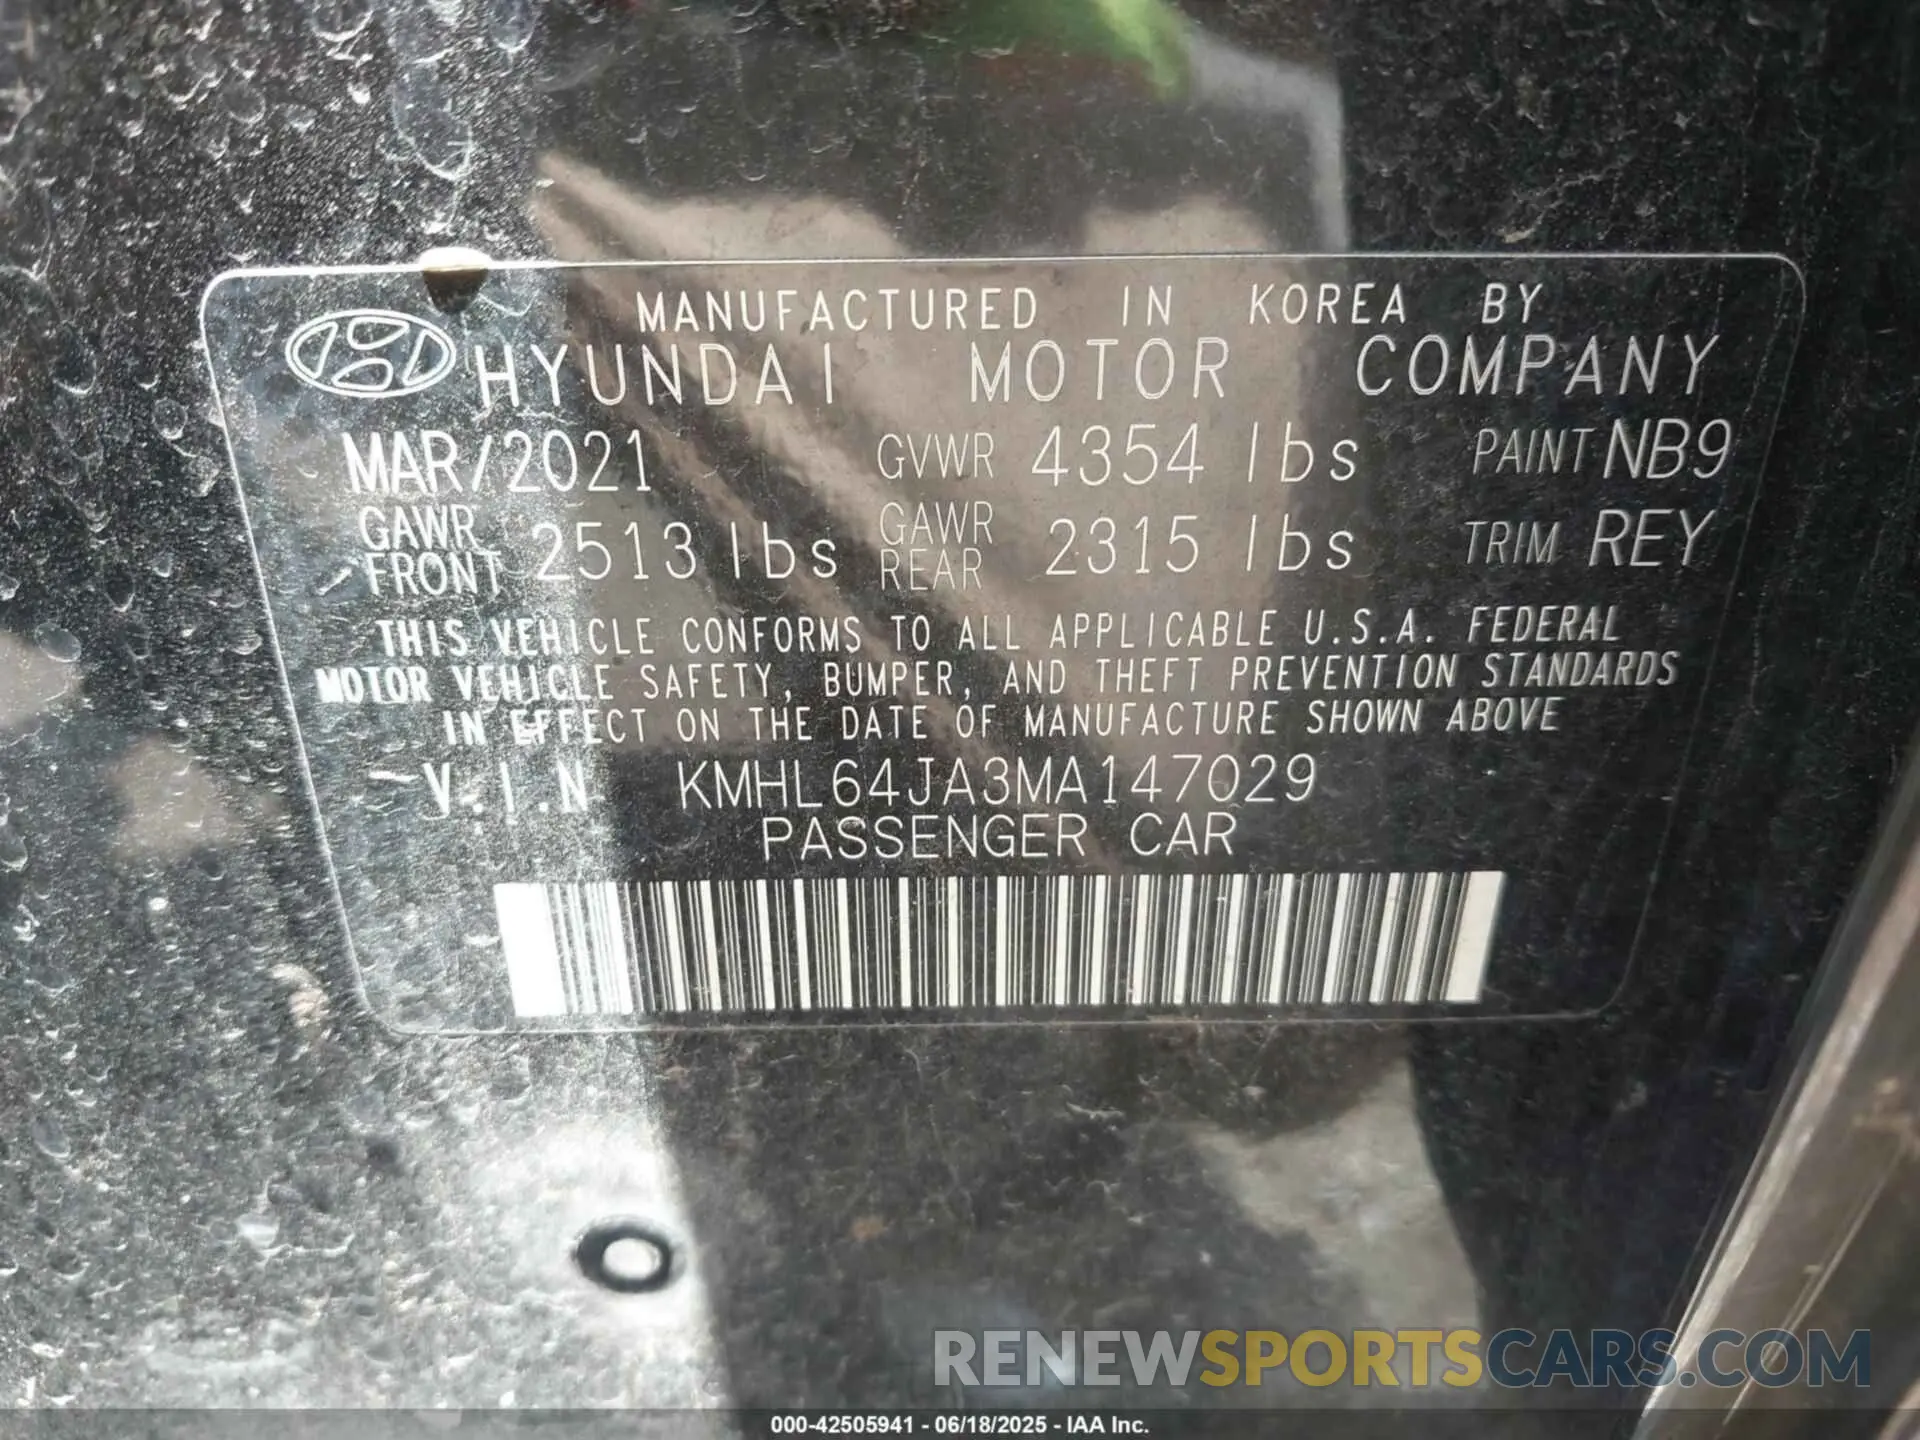 MANUFACTURED IN KOREA BY
HYUNDAI MOTOR COMPANY
MAR/2021 GVWR 4354 lbs PAINT NB9
GAWR FRONT 2513 lbs GAWR REAR 2315 lbs TRIM REY
THIS VEHICLE CONFORMS TO ALL APPLICABLE U.S.A. FEDERAL
MOTOR VEHICLE SAFETY, BUMPER, AND THEFT PREVENTION STANDARDS
IN EFFECT ON THE DATE OF MANUFACTURE SHOWN ABOVE
V.I.N KMHL64JA3MA147029
PASSENGER CAR
RENEWSPORTSCARS.COM
000-42505941 - 06/18/2025 - IAA Inc.